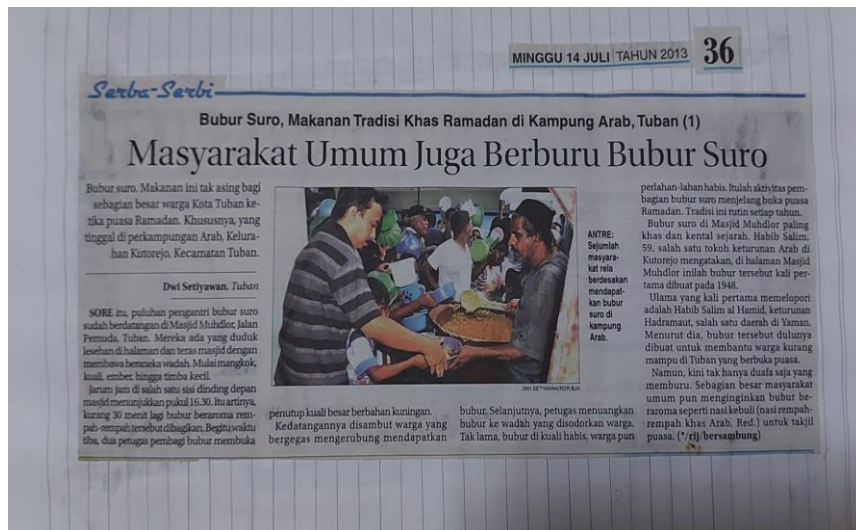 MINGGU 14 JULI TAHUN 2013 36
Serba-Serbi
Bubur Suro, Makanan Tradisi Khas Ramadan di Kampung Arab, Tuban (1)
Masyarakat Umum Juga Berburu Bubur Suro
Bubur suro. Makanan ini tak asing bagi
sebagian besar warga Kota Tuban ke-
tika puasa Ramadan. Khususnya, yang
tinggal di perkampungan Arab, Kelura-
han Kutorejo, Kecamatan Tuban.
Dwi Setiyawan, Tuban
SORE itu, puluhan pengantri bubur suro
sudah berdatangan di Masjid Muhdlor, Jalan
Pemuda, Tuban. Mereka ada yang duduk
lesehan di halaman dan teras masjid dengan
membawa beraneka wadah. Mulai mangkok,
kuali, ember, hingga timba kecil.
Jarum jam di salah satu sisi dinding depan
masjid menunjukkan pukul 16.30. Itu artinya,
kurang 30 menit lagi bubur beraroma rem-
pah-rempah tersebut dibagikan. Begitu waktu
tiba, dua petugas pembagi bubur membuka
ANTRE:
Sejumlah
masyara-
kat rela
berdesakan
mendapat-
kan bubur
suro di
kampung
Arab.
DWI SETIYAWAN/RDR.BJN
penutup kuali besar berbahan kuningan.
Kedatangannya disambut warga yang
bergegas mengerubung mendapatkan
bubur, Selanjutnya, petugas menuangkan
bubur ke wadah yang disodorkan warga.
Tak lama, bubur di kuali habis, warga pun
perlahan-lahan habis. Itulah aktivitas pem-
bagian bubur suro menjelang buka puasa
Ramadan. Tradisi ini rutin setiap tahun.
Bubur suro di Masjid Muhdlor paling
khas dan kental sejarah. Habib Salim,
59, salah satu tokoh keturunan Arab di
Kutorejo mengatakan, di halaman Masjid
Muhdlor inilah bubur tersebut kali per-
tama dibuat pada 1948.
Ulama yang kali pertama memelopori
adalah Habib Salim al Hamid, keturunan
Hadramaut, salah satu daerah di Yaman.
Menurut dia, bubur tersebut dulunya
dibuat untuk membantu warga kurang
mampu di Tuban yang berbuka puasa.
Namun, kini tak hanya duafa saja yang
memburu. Sebagian besar masyarakat
umum pun menginginkan bubur be-
raroma seperti nasi kebuli (nasi rempah-
rempah khas Arab, Red.) untuk takjil
puasa. (*/rij/bersambung)